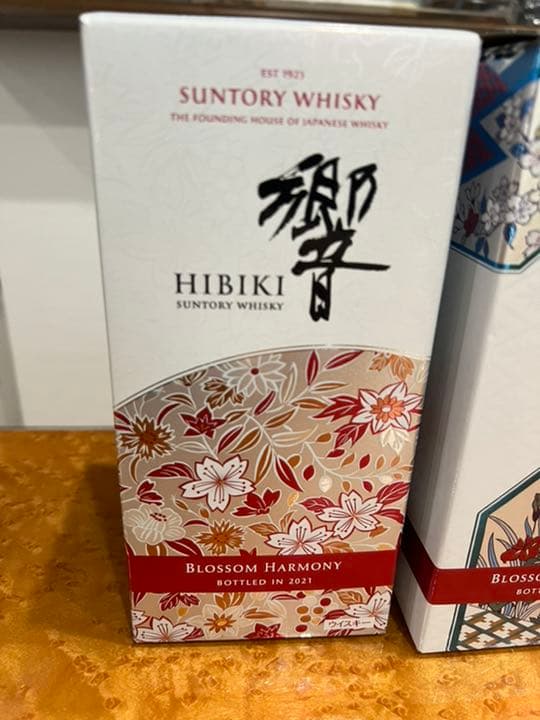 EST 1923
SUNTORY WHISKY
THE FOUNDING HOUSE OF JAPANESE WHISKY
響
HIBIKI
SUNTORY WHISKY
BLOSSOM HARMONY
BOTTLED IN 2021
ウイスキー